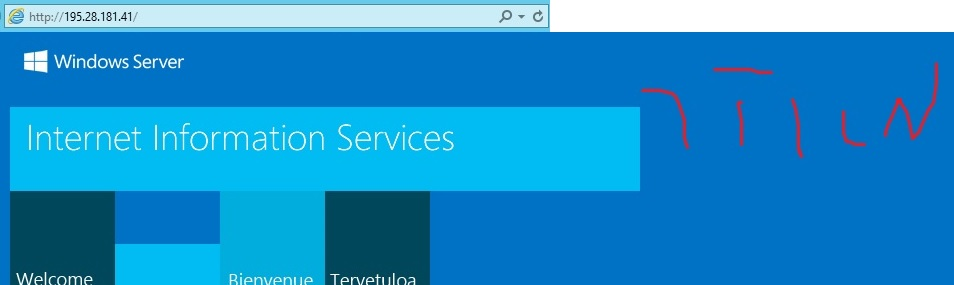 http://195.28.181.41/
Windows Server
Internet Information Services
Welcome
Bienvenue
Tervetuloa